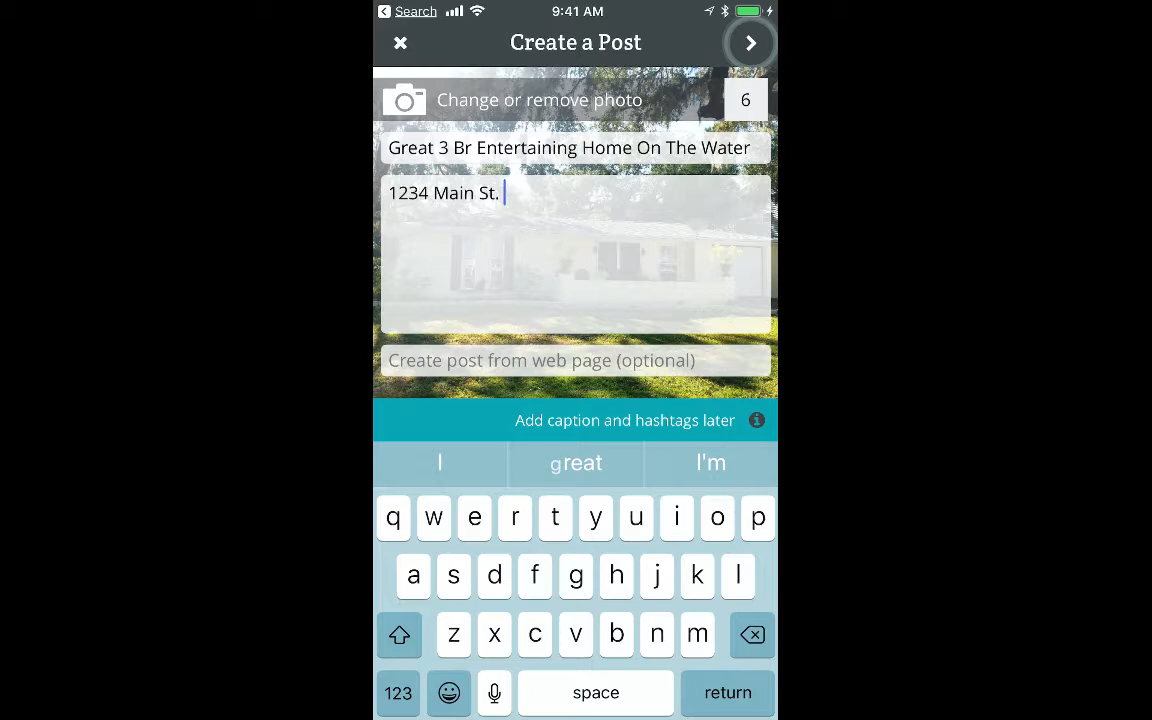 Search
9:41 AM
Create a Post
Change or remove photo
6
Great 3 Br Entertaining Home On The Water
1234 Main St.
Create post from web page (optional)
Add caption and hashtags later
I
great
I'm
q w e r t y u i o p
a s d f g h j k l
z x c v b n m
123
space
return